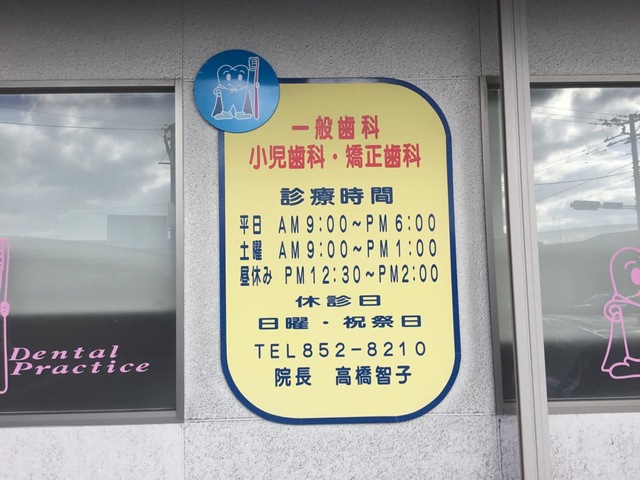 一般歯科
小児歯科・矯正歯科
診療時間
平日 AM9:00～PM6:00
土曜 AM9:00～PM1:00
昼休み PM12:30～PM2:00
休診日
日曜・祝祭日
TEL852-8210
院長 高橋智子
Dental
Practice